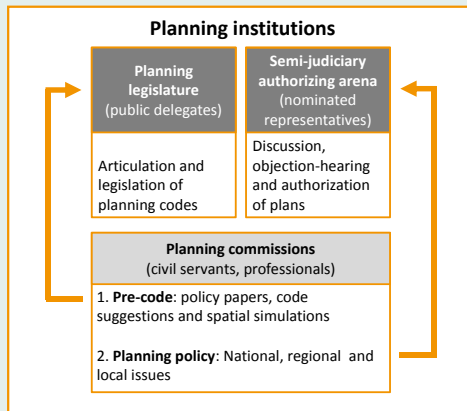 Planning institutions
Planning
legislature
(public delegates)
Articulation and
legislation of
planning codes
Semi-judiciary
authorizing arena
(nominated
representatives)
Discussion,
objection-hearing
and authorization
of plans
Planning commissions
(civil servants, professionals)
1. Pre-code: policy papers, code
suggestions and spatial simulations
2. Planning policy: National, regional and
local issues